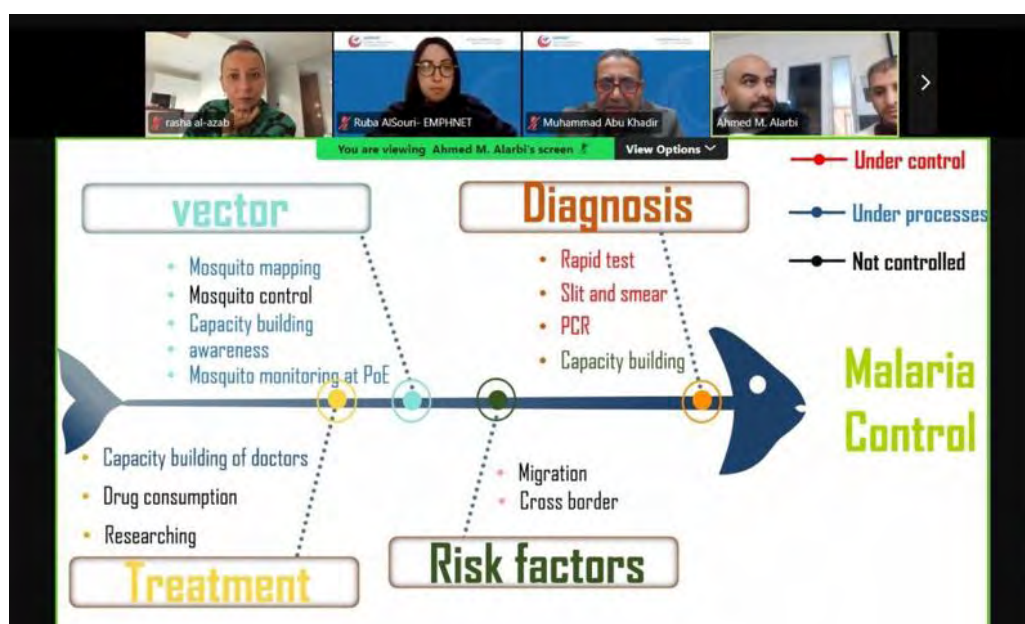 rasha al-azab
Ruba AlSouri- EMPHNET
Muhammad Abu Khadir
Ahmed M. Alarbi
You are viewing Ahmed M. Alarbi's screen
View Options
Under control
Under processes
Not controlled
vector
Mosquito mapping
Mosquito control
Capacity building
awareness
Mosquito monitoring at PoE
Diagnosis
Rapid test
Slit and smear
PCR
Capacity building
Malaria
Control
Capacity building of doctors
Drug consumption
Researching
Treatment
Migration
Cross border
Risk factors